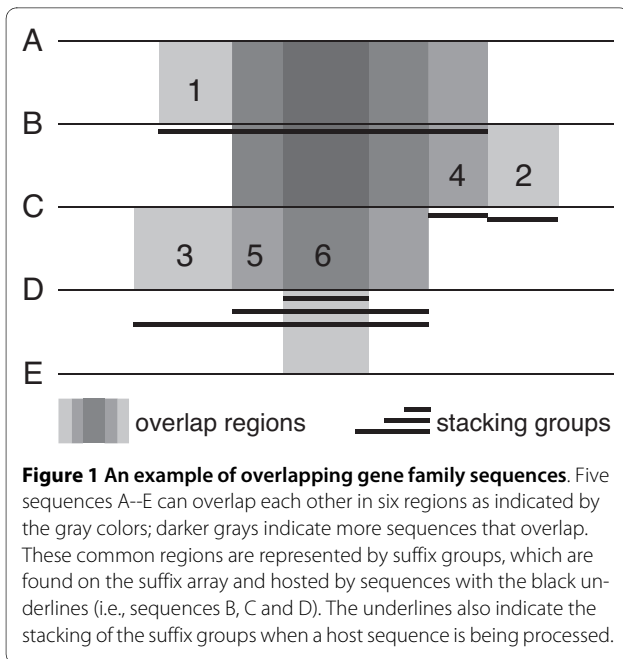 A
1
B
4
2
C
3
5
6
D
E
overlap regions
stacking groups
Figure 1 An example of overlapping gene family sequences. Five
sequences A--E can overlap each other in six regions as indicated by
the gray colors; darker grays indicate more sequences that overlap.
These common regions are represented by suffix groups, which are
found on the suffix array and hosted by sequences with the black un-
derlines (i.e., sequences B, C and D). The underlines also indicate the
stacking of the suffix groups when a host sequence is being processed.